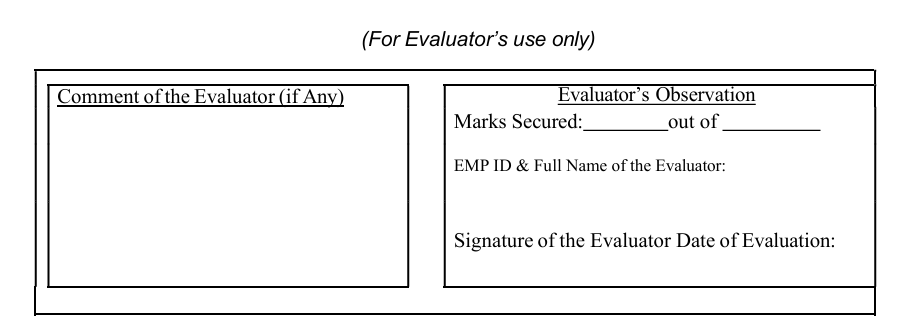 (For Evaluator's use only)
Comment of the Evaluator (if Any)
Evaluator's Observation
Marks Secured:________out of _________
EMP ID & Full Name of the Evaluator:
Signature of the Evaluator Date of Evaluation: